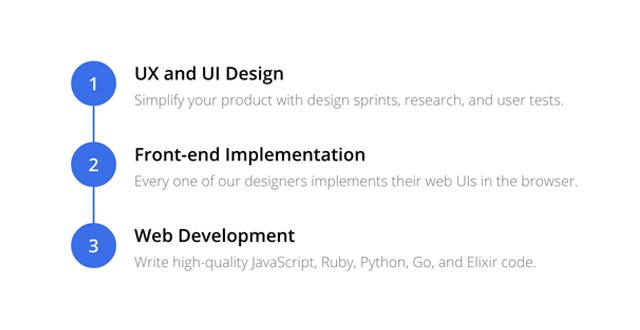 1
UX and UI Design
Simplify your product with design sprints, research, and user tests.
2
Front-end Implementation
Every one of our designers implements their web UIs in the browser.
3
Web Development
Write high-quality JavaScript, Ruby, Python, Go, and Elixir code.